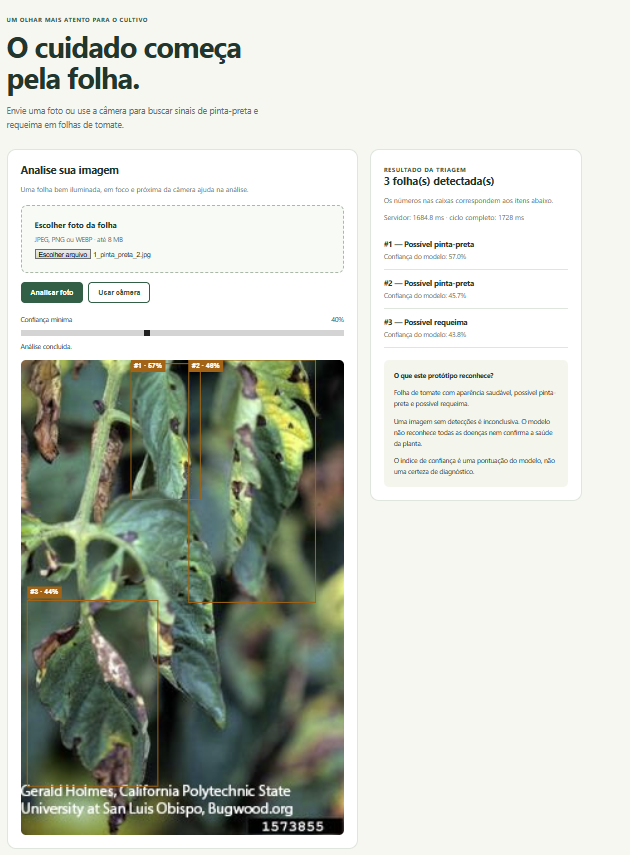 UM OLHAR MAIS ATENTO PARA O CULTIVO
O cuidado começa
pela folha.
Envie uma foto ou use a câmera para buscar sinais de pinta-preta e
requeima em folhas de tomate.
Analise sua imagem
Uma folha bem iluminada, em foco e próxima da câmera ajuda na análise.
Escolher foto da folha
JPEG, PNG ou WEBP · até 8 MB
Escolher arquivo 1_pinta_preta_2.jpg
Analisar foto Usar câmera
Confiança mínima 40%
Análise concluída.
#1 · 57% #2 · 46%
#3 · 44%
Gerald Holmes, California Polytechnic State
University at San Luis Obispo, Bugwood.org
1573855
RESULTADO DA TRIAGEM
3 folha(s) detectada(s)
Os números nas caixas correspondem aos itens abaixo.
Servidor: 1684.8 ms · ciclo completo: 1728 ms
#1 — Possível pinta-preta
Confiança do modelo: 57.0%
#2 — Possível pinta-preta
Confiança do modelo: 45.7%
#3 — Possível requeima
Confiança do modelo: 43.8%
O que este protótipo reconhece?
Folha de tomate com aparência saudável, possível pinta-
preta e possível requeima.
Uma imagem sem detecções é inconclusiva. O modelo
não reconhece todas as doenças nem confirma a saúde
da planta.
O índice de confiança é uma pontuação do modelo, não
uma certeza de diagnóstico.